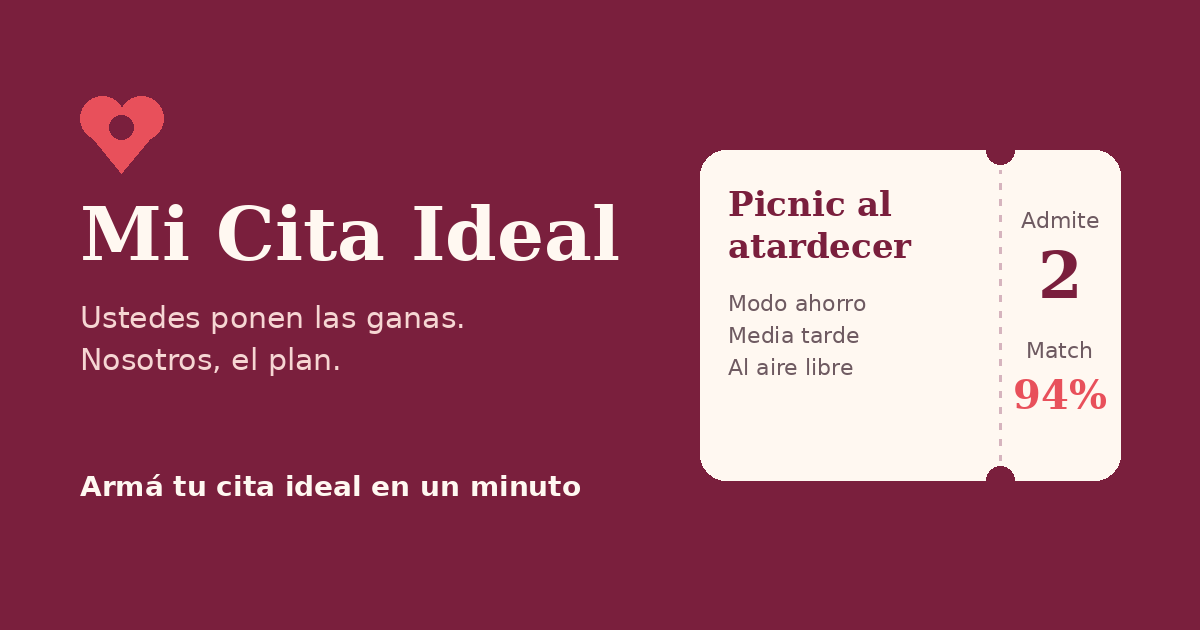 Mi Cita Ideal
Ustedes ponen las ganas.
Nosotros, el plan.
Armá tu cita ideal en un minuto
Picnic al
atardecer
Modo ahorro
Media tarde
Al aire libre
Admite
2
Match
94%